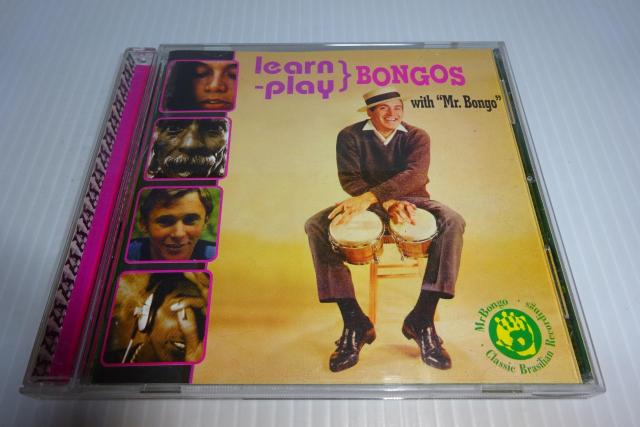 learn
-play} BONGOS
with "Mr. Bongo"
MrBongo · Classic Brasilian Recordings ·